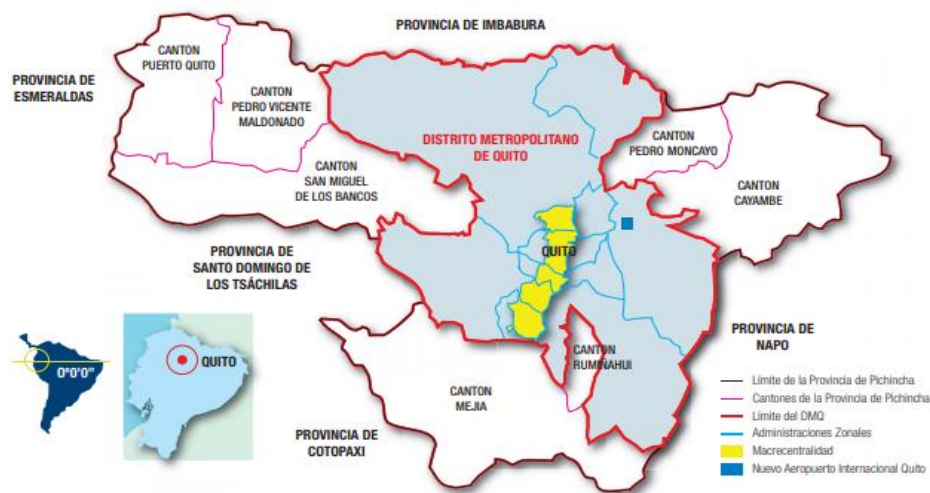 PROVINCIA DE IMBABURA
CANTON
PUERTO QUITO
PROVINCIA DE
ESMERALDAS
CANTON
PEDRO VICENTE
MALDONADO
DISTRITO METROPOLITANO
DE QUITO
CANTON
PEDRO MONCAYO
CANTON
SAN MIGUEL
DE LOS BANCOS
CANTON
CAYAMBE
QUITO
PROVINCIA DE
SANTO DOMINGO DE
LOS TSÁCHILAS
PROVINCIA DE
NAPO
CANTON
RUMIÑAHUI
CANTON
MEJIA
PROVINCIA DE
COTOPAXI
0°0'0"
QUITO
Límite de la Provincia de Pichincha
Cantones de la Provincia de Pichincha
Límite del DMQ
Administraciones Zonales
Macrecentralidad
Nuevo Aeropuerto Internacional Quito